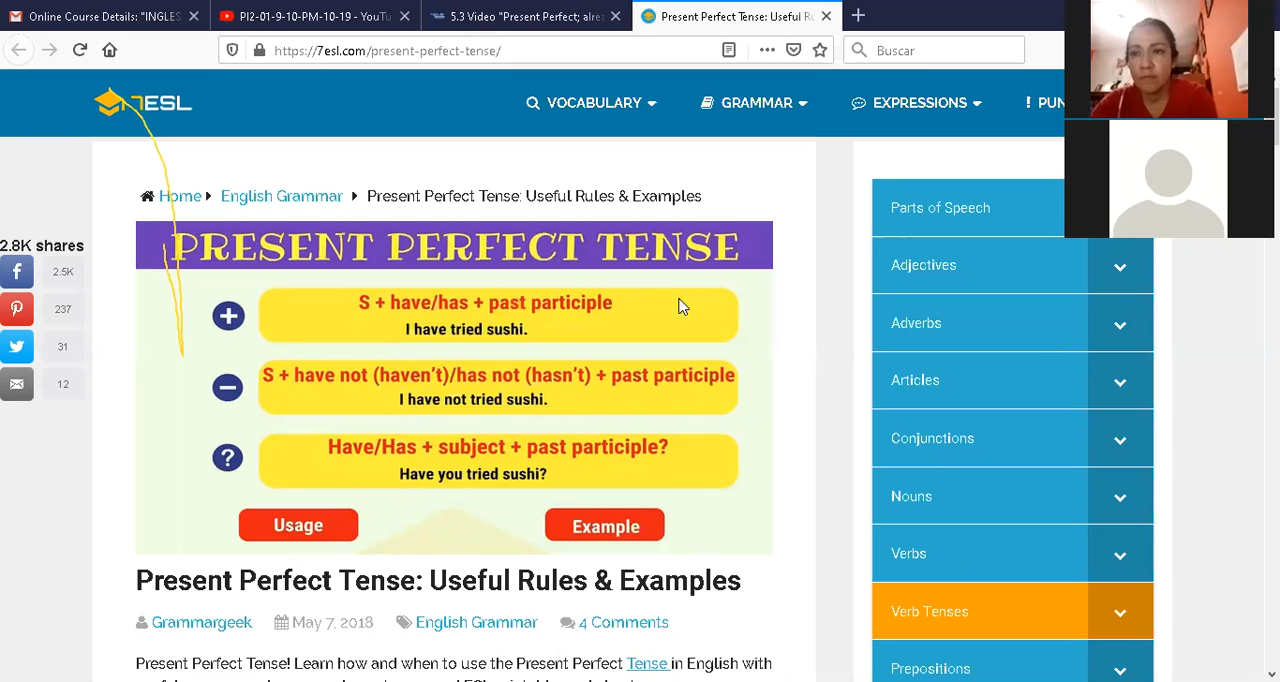 Online Course Details: "INGLES
PI2-01-9-10-PM-10-19 - YouTu
5.3 Video "Present Perfect; alre
Present Perfect Tense: Useful Ru
https://7esl.com/present-perfect-tense/
Buscar
7ESL
VOCABULARY
GRAMMAR
EXPRESSIONS
! PUN
Home
English Grammar
Present Perfect Tense: Useful Rules & Examples
2.8K shares
2.5K
237
31
12
PRESENT PERFECT TENSE
+ S + have/has + past participle
I have tried sushi.
− S + have not (haven't)/has not (hasn't) + past participle
I have not tried sushi.
? Have/Has + subject + past participle?
Have you tried sushi?
Usage
Example
Present Perfect Tense: Useful Rules & Examples
Grammargeek
May 7, 2018
English Grammar
4 Comments
Present Perfect Tense! Learn how and when to use the Present Perfect Tense in English with
Parts of Speech
Adjectives
Adverbs
Articles
Conjunctions
Nouns
Verbs
Verb Tenses
Prepositions